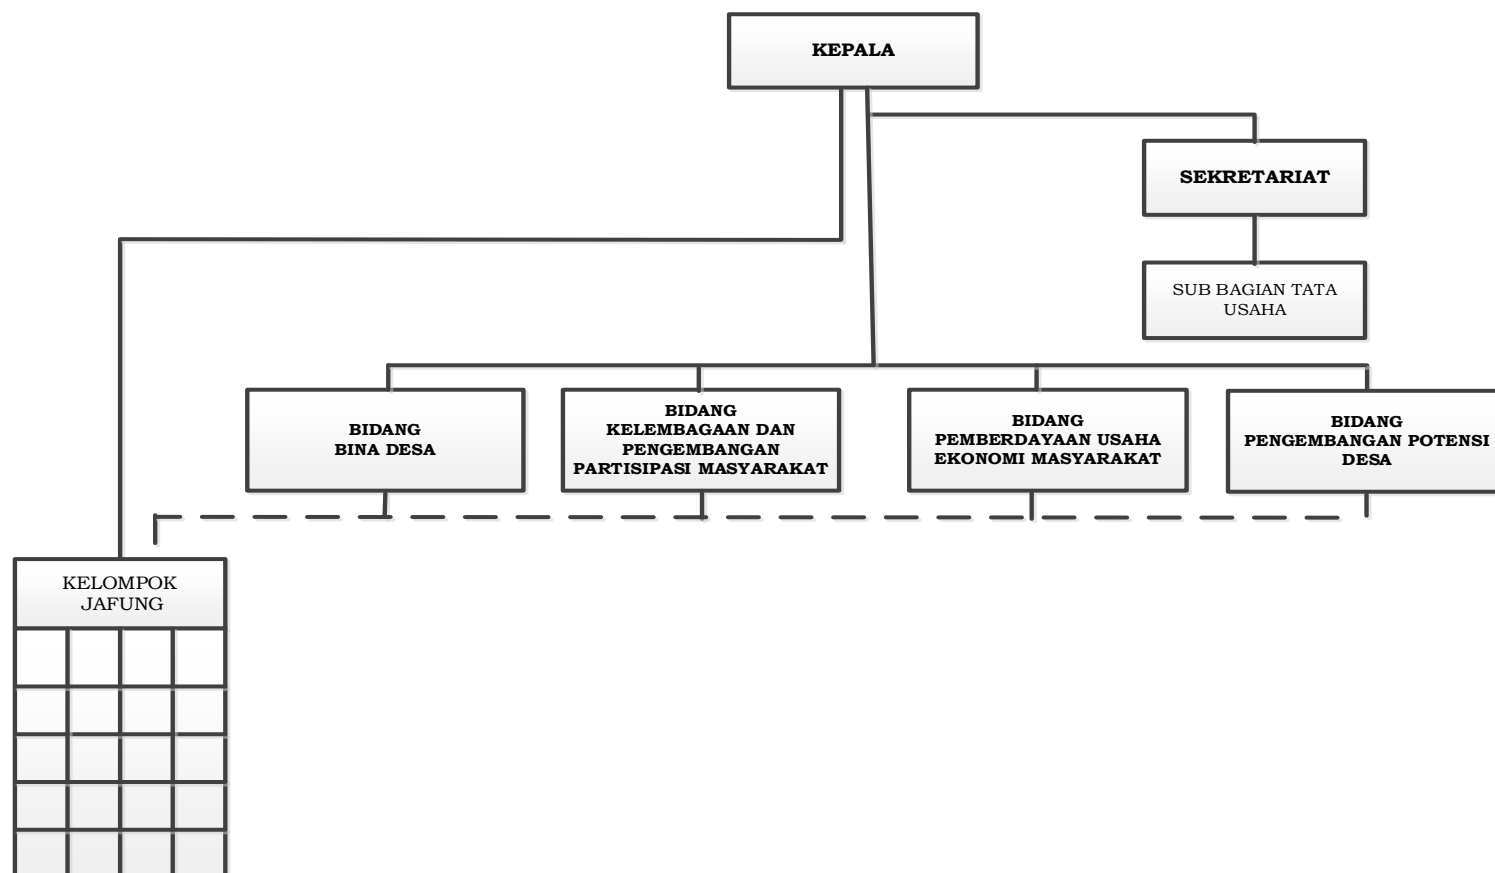 KEPALA
SEKRETARIAT
SUB BAGIAN TATA
USAHA
BIDANG
BINA DESA
BIDANG
KELEMBAGAAN DAN
PENGEMBANGAN
PARTISIPASI MASYARAKAT
BIDANG
PEMBERDAYAAN USAHA
EKONOMI MASYARAKAT
BIDANG
PENGEMBANGAN POTENSI
DESA
KELOMPOK
JAFUNG